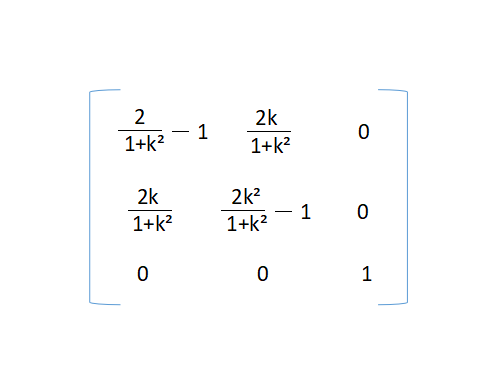 2/(1+k²) — 1   2k/(1+k²)   0
2k/(1+k²)   2k²/(1+k²) — 1   0
0   0   1